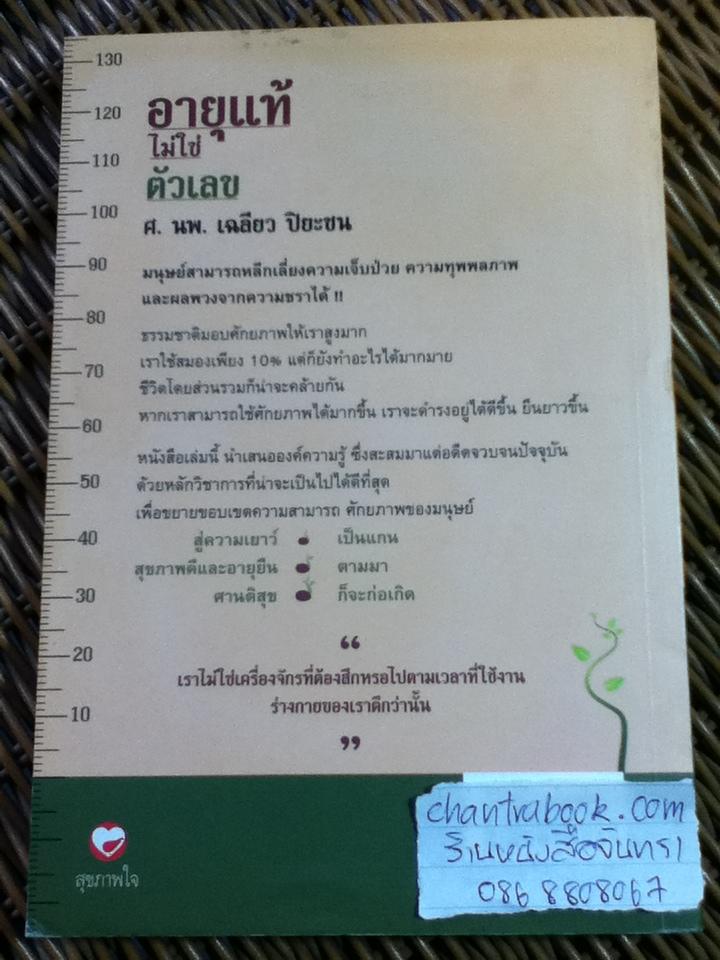 130
120
110
100
90
80
70
60
50
40
30
20
10
อายุแท้
ไม่ใช่
ตัวเลข
ศ. นพ. เฉลียว ปิยะชน
มนุษย์สามารถหลีกเลี่ยงความเจ็บป่วย ความทุพพลภาพ
และผลพวงจากความชราได้ !!
ธรรมชาติมอบศักยภาพให้เราสูงมาก
เราใช้สมองเพียง 10% แต่ก็ยังทำอะไรได้มากมาย
ชีวิตโดยส่วนรวมก็น่าจะคล้ายกัน
หากเราสามารถใช้ศักยภาพได้มากขึ้น เราจะดำรงอยู่ได้ดีขึ้น ยืนยาวขึ้น
หนังสือเล่มนี้ นำเสนอองค์ความรู้ ซึ่งสะสมมาแต่อดีตจวบจนปัจจุบัน
ด้วยหลักวิชาการที่น่าจะเป็นไปได้ดีที่สุด
เพื่อขยายขอบเขตความสามารถ ศักยภาพของมนุษย์
สู่ความเยาว์ เป็นแกน
สุขภาพดีและอายุยืน ตามมา
ศานติสุข ก็จะก่อเกิด
“
เราไม่ใช่เครื่องจักรที่ต้องสึกหรอไปตามเวลาที่ใช้งาน
ร่างกายของเราดีกว่านั้น
”
สุขภาพใจ
chantrabook.com
ร้านหนังสือจันทรา
086 8808067